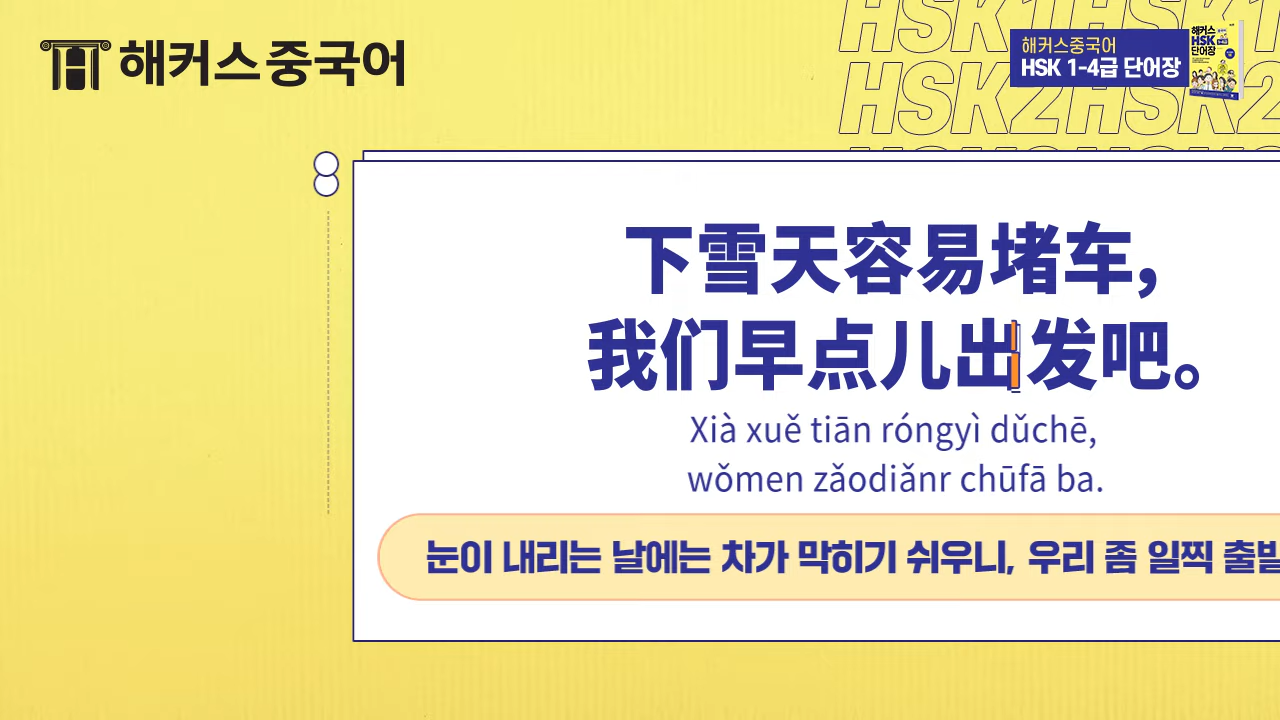 해커스 중국어
HSK1HSK1
해커스중국어
HSK 1-4급 단어장
해커스
HSK
단어장
HSK2HSK2
下雪天容易堵车,
我们早点儿出发吧。
Xià xuě tiān róngyì dǔchē,
wǒmen zǎodiǎnr chūfā ba.
눈이 내리는 날에는 차가 막히기 쉬우니, 우리 좀 일찍 출발